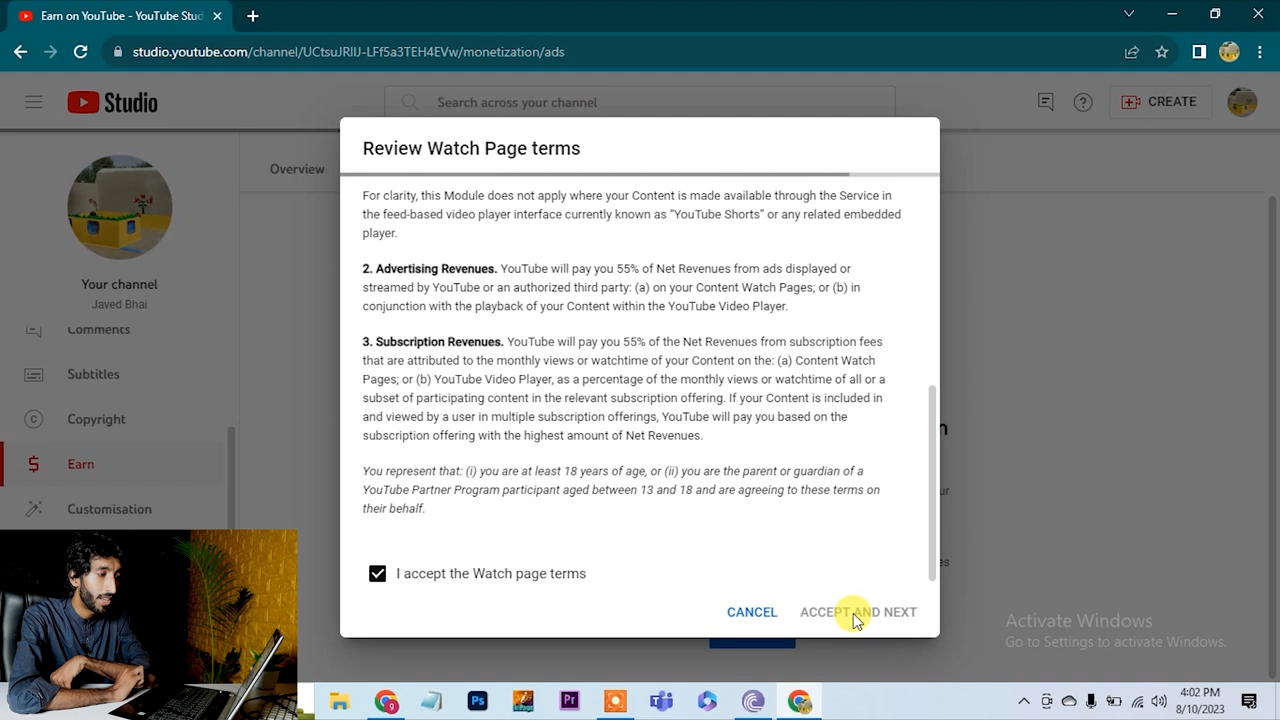 Earn on YouTube - YouTube Stud
studio.youtube.com/channel/UCtsuJRlIJ-LFf5a3TEH4EVw/monetization/ads
Studio
Search across your channel
CREATE
Your channel
Javed Bhai
Comments
Subtitles
Copyright
Earn
Customisation
Overview
Review Watch Page terms
For clarity, this Module does not apply where your Content is made available through the Service in
the feed-based video player interface currently known as “YouTube Shorts” or any related embedded
player.
2. Advertising Revenues. YouTube will pay you 55% of Net Revenues from ads displayed or
streamed by YouTube or an authorized third party: (a) on your Content Watch Pages; or (b) in
conjunction with the playback of your Content within the YouTube Video Player.
3. Subscription Revenues. YouTube will pay you 55% of the Net Revenues from subscription fees
that are attributed to the monthly views or watchtime of your Content on the: (a) Content Watch
Pages; or (b) YouTube Video Player, as a percentage of the monthly views or watchtime of all or a
subset of participating content in the relevant subscription offering. If your Content is included in
and viewed by a user in multiple subscription offerings, YouTube will pay you based on the
subscription offering with the highest amount of Net Revenues.
You represent that: (i) you are at least 18 years of age, or (ii) you are the parent or guardian of a
YouTube Partner Program participant aged between 13 and 18 and are agreeing to these terms on
their behalf.
I accept the Watch page terms
CANCEL
ACCEPT AND NEXT
Activate Windows
Go to Settings to activate Windows.
Ps
Pr
4:02 PM
8/10/2023